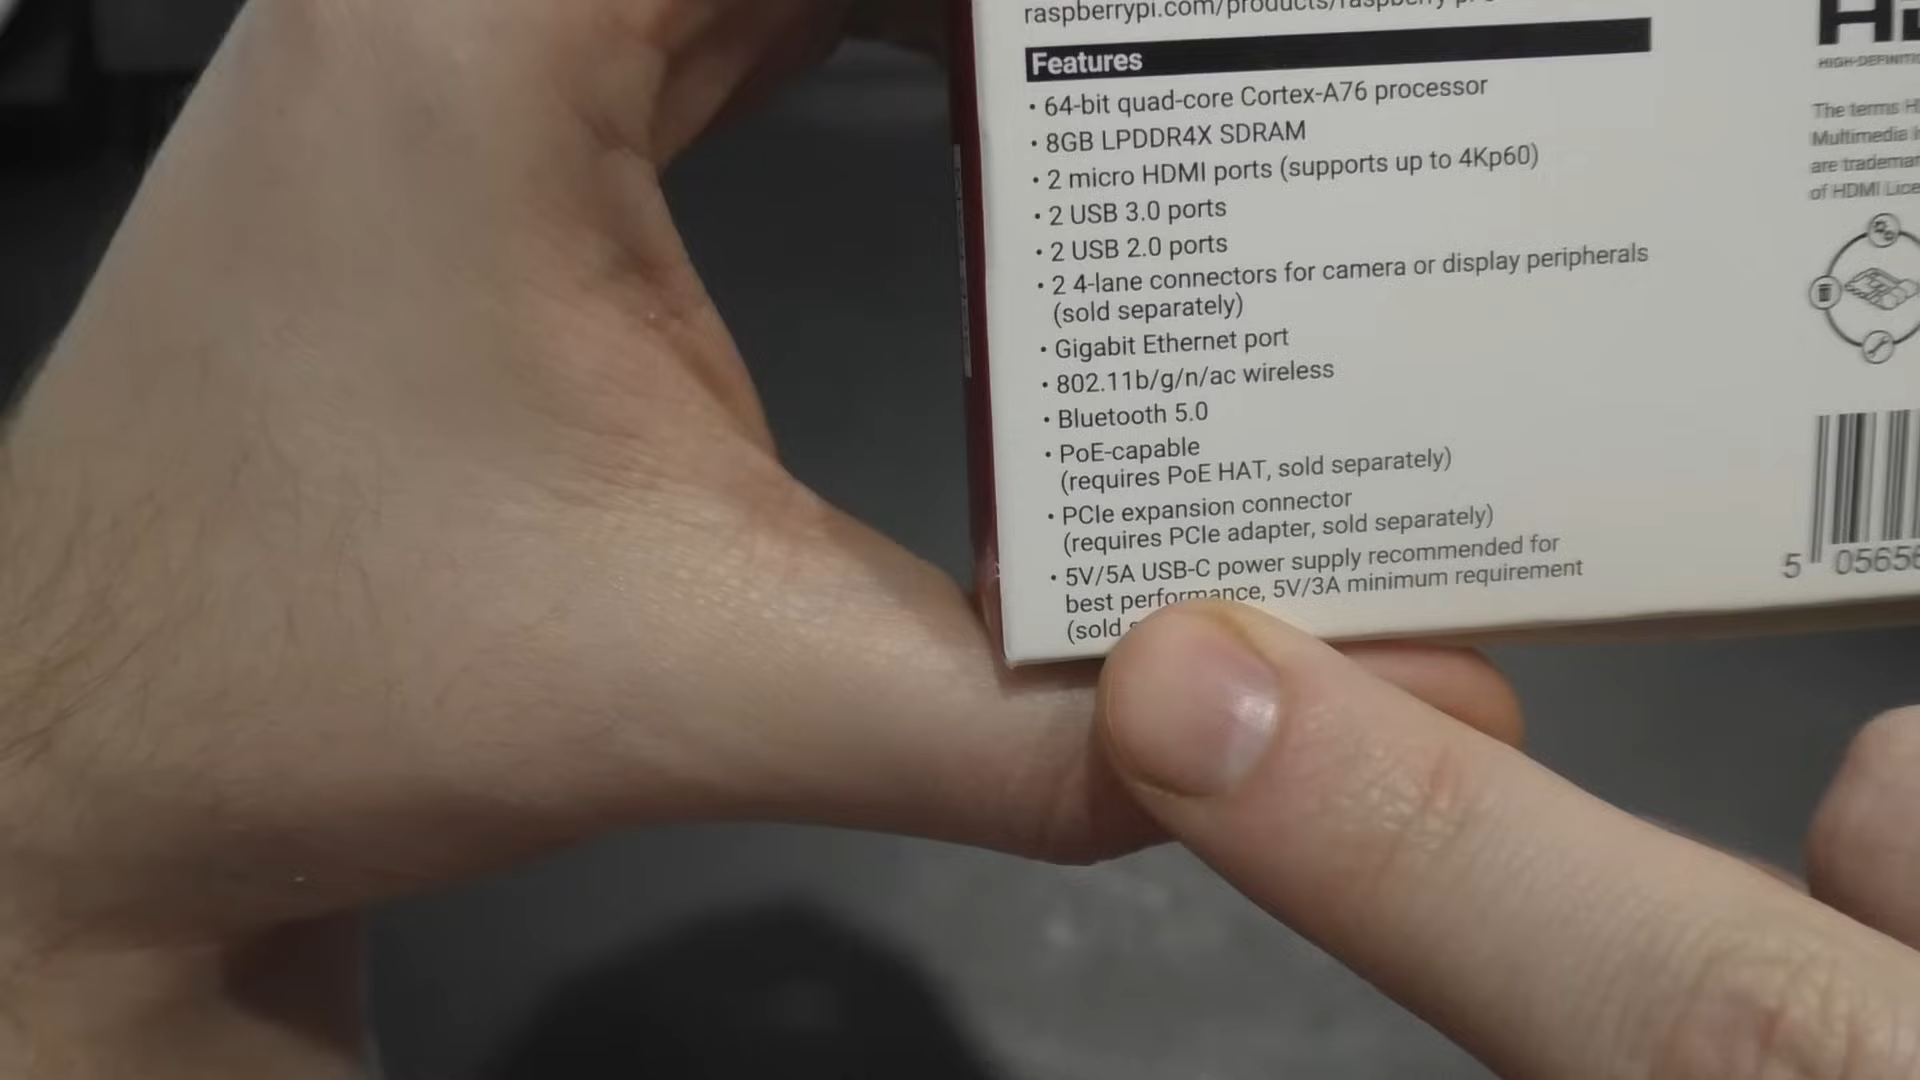 raspberrypi.com/products/raspberry-pi-
Features
• 64-bit quad-core Cortex-A76 processor
• 8GB LPDDR4X SDRAM
• 2 micro HDMI ports (supports up to 4Kp60)
• 2 USB 3.0 ports
• 2 USB 2.0 ports
• 2 4-lane connectors for camera or display peripherals
(sold separately)
• Gigabit Ethernet port
• 802.11b/g/n/ac wireless
• Bluetooth 5.0
• PoE-capable
(requires PoE HAT, sold separately)
• PCIe expansion connector
(requires PCIe adapter, sold separately)
• 5V/5A USB-C power supply recommended for
best performance, 5V/3A minimum requirement
(sold
The terms
Multimedia
are
of HDMI
5 05656